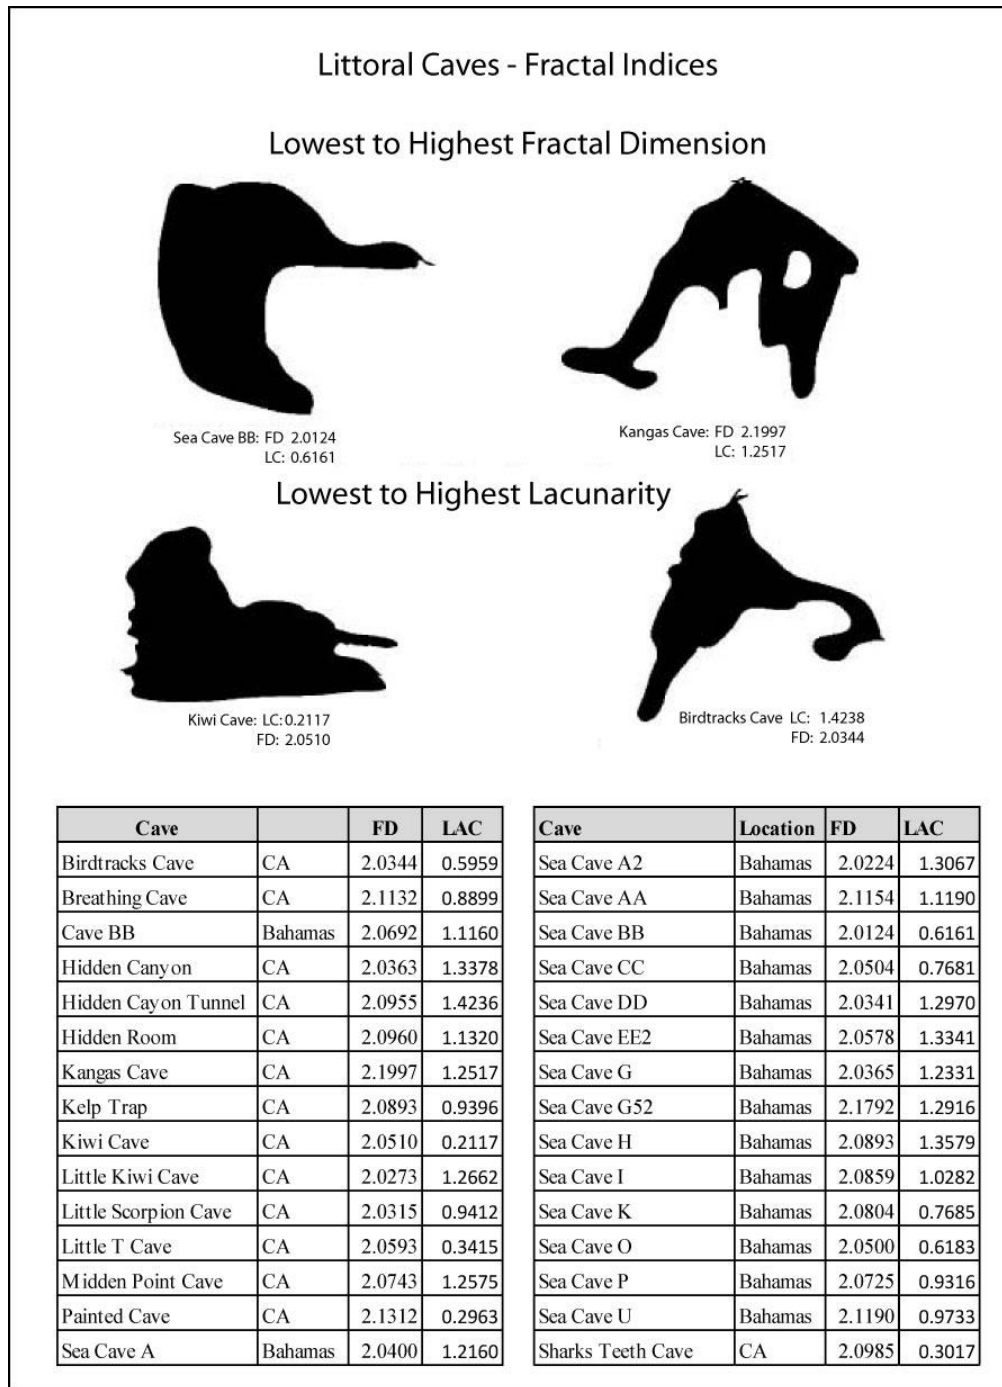 Littoral Caves - Fractal Indices
Lowest to Highest Fractal Dimension
Sea Cave BB: FD 2.0124
LC: 0.6161
Kangas Cave: FD 2.1997
LC: 1.2517
Lowest to Highest Lacunarity
Kiwi Cave: LC: 0.2117
FD: 2.0510
Birdtracks Cave LC: 1.4238
FD: 2.0344
Cave FD LAC
Birdtracks Cave CA 2.0344 0.5959
Breathing Cave CA 2.1132 0.8899
Cave BB Bahamas 2.0692 1.1160
Hidden Canyon CA 2.0363 1.3378
Hidden Cayon Tunnel CA 2.0955 1.4236
Hidden Room CA 2.0960 1.1320
Kangas Cave CA 2.1997 1.2517
Kelp Trap CA 2.0893 0.9396
Kiwi Cave CA 2.0510 0.2117
Little Kiwi Cave CA 2.0273 1.2662
Little Scorpion Cave CA 2.0315 0.9412
Little T Cave CA 2.0593 0.3415
Midden Point Cave CA 2.0743 1.2575
Painted Cave CA 2.1312 0.2963
Sea Cave A Bahamas 2.0400 1.2160
Cave Location FD LAC
Sea Cave A2 Bahamas 2.0224 1.3067
Sea Cave AA Bahamas 2.1154 1.1190
Sea Cave BB Bahamas 2.0124 0.6161
Sea Cave CC Bahamas 2.0504 0.7681
Sea Cave DD Bahamas 2.0341 1.2970
Sea Cave EE2 Bahamas 2.0578 1.3341
Sea Cave G Bahamas 2.0365 1.2331
Sea Cave G52 Bahamas 2.1792 1.2916
Sea Cave H Bahamas 2.0893 1.3579
Sea Cave I Bahamas 2.0859 1.0282
Sea Cave K Bahamas 2.0804 0.7685
Sea Cave O Bahamas 2.0500 0.6183
Sea Cave P Bahamas 2.0725 0.9316
Sea Cave U Bahamas 2.1190 0.9733
Sharks Teeth Cave CA 2.0985 0.3017